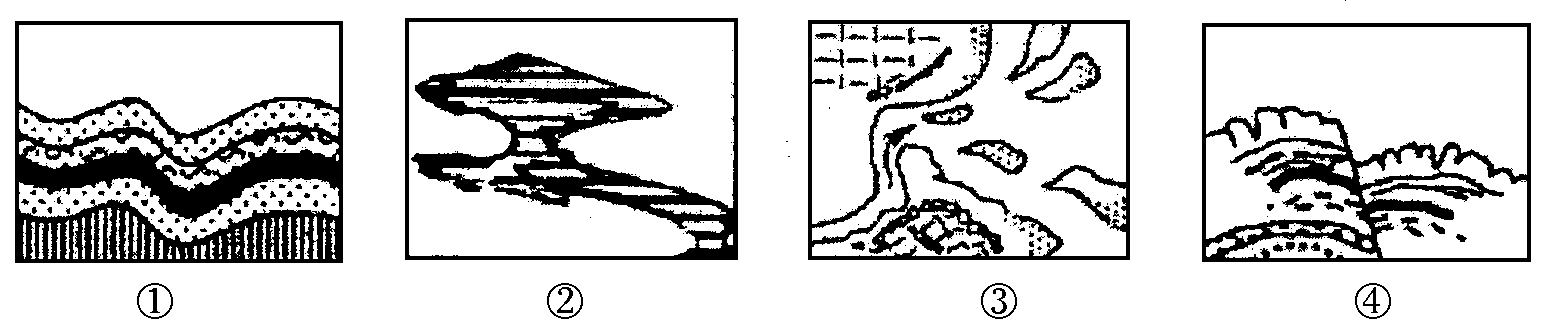 ① ② ③ ④